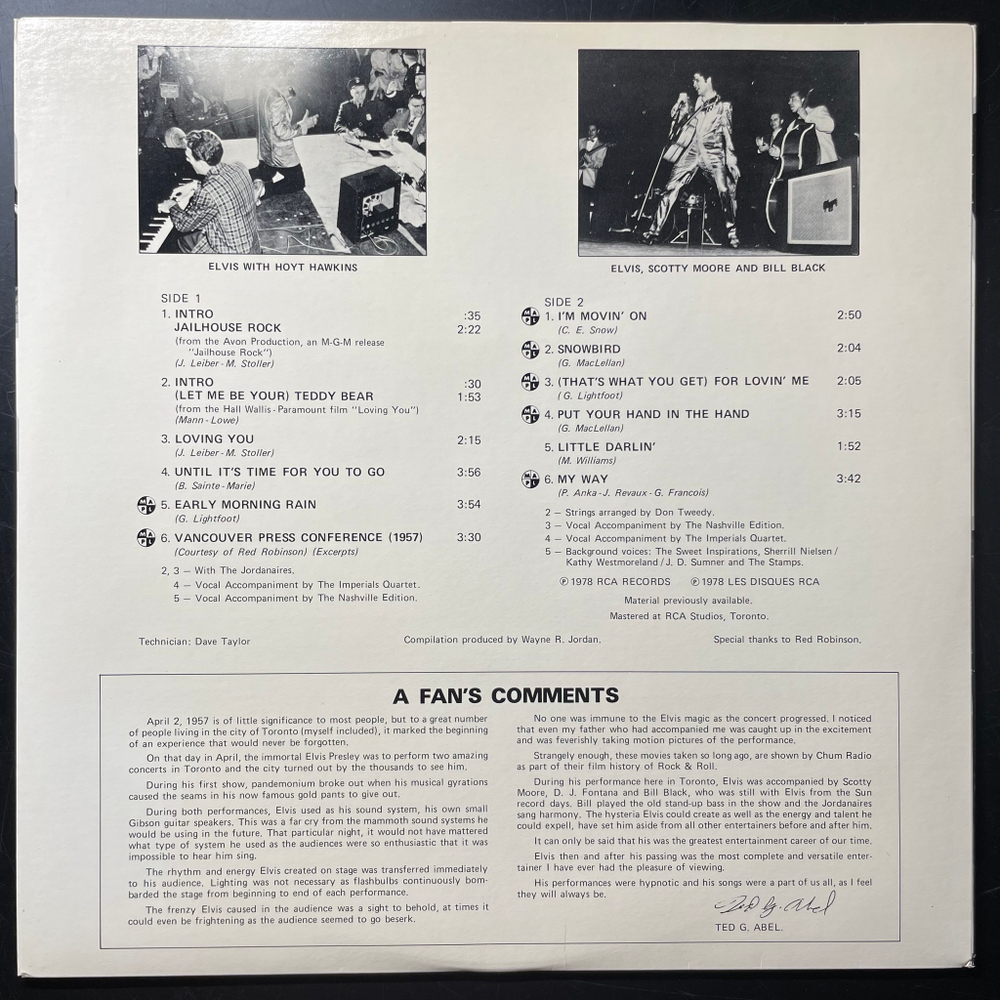 ELVIS WITH HOYT HAWKINS
ELVIS, SCOTTY MOORE AND BILL BLACK
SIDE 1
1. INTRO :35
JAILHOUSE ROCK 2:22
(from the Avon Production, an M-G-M release
"Jailhouse Rock")
(J. Leiber - M. Stoller)
2. INTRO :30
(LET ME BE YOUR) TEDDY BEAR 1:53
(from the Hall Wallis - Paramount film "Loving You")
(Mann - Lowe)
3. LOVING YOU 2:15
(J. Leiber - M. Stoller)
4. UNTIL IT'S TIME FOR YOU TO GO 3:56
(B. Sainte - Marie)
MAPL 5. EARLY MORNING RAIN 3:54
(G. Lightfoot)
MAPL 6. VANCOUVER PRESS CONFERENCE (1957) 3:30
(Courtesy of Red Robinson) (Excerpts)
2, 3 — With The Jordanaires.
4 — Vocal Accompaniment by The Imperials Quartet.
5 — Vocal Accompaniment by The Nashville Edition.
SIDE 2
MAPL 1. I'M MOVIN' ON 2:50
(C. E. Snow)
MAPL 2. SNOWBIRD 2:04
(G. MacLellan)
MAPL 3. (THAT'S WHAT YOU GET) FOR LOVIN' ME 2:05
( G. Lightfoot)
MAPL 4. PUT YOUR HAND IN THE HAND 3:15
(G. MacLellan)
5. LITTLE DARLIN' 1:52
(M. Williams)
MAPL 6. MY WAY 3:42
(P. Anka - J. Revaux - G. Francois)
2 — Strings arranged by Don Tweedy.
3 — Vocal Accompaniment by The Nashville Edition.
4 — Vocal Accompaniment by The Imperials Quartet.
5 — Background voices: The Sweet Inspirations, Sherrill Nielsen /
Kathy Westmoreland / J. D. Sumner and The Stamps.
℗ 1978 RCA RECORDS ℗ 1978 LES DISQUES RCA
Material previously available.
Mastered at RCA Studios, Toronto.
Technician: Dave Taylor Compilation produced by Wayne R. Jordan. Special thanks to Red Robinson.
A FAN'S COMMENTS
April 2, 1957 is of little significance to most people, but to a great number
of people living in the city of Toronto (myself included), it marked the beginning
of an experience that would never be forgotten.
On that day in April, the immortal Elvis Presley was to perform two amazing
concerts in Toronto and the city turned out by the thousands to see him.
During his first show, pandemonium broke out when his musical gyrations
caused the seams in his now famous gold pants to give out.
During both performances, Elvis used as his sound system, his own small
Gibson guitar speakers. This was a far cry from the mammoth sound systems he
would be using in the future. That particular night, it would not have mattered
what type of system he used as the audiences were so enthusiastic that it was
impossible to hear him sing.
The rhythm and energy Elvis created on stage was transferred immediately
to his audience. Lighting was not necessary as flashbulbs continuously bom-
barded the stage from beginning to end of each performance.
The frenzy Elvis caused in the audience was a sight to behold, at times it
could even be frightening as the audience seemed to go beserk.
No one was immune to the Elvis magic as the concert progressed. I noticed
that even my father who had accompanied me was caught up in the excitement
and was feverishly taking motion pictures of the performance.
Strangely enough, these movies taken so long ago, are shown by Chum Radio
as part of their film history of Rock & Roll.
During his performance here in Toronto, Elvis was accompanied by Scotty
Moore, D. J. Fontana and Bill Black, who was still with Elvis from the Sun
record days. Bill played the old stand-up bass in the show and the Jordanaires
sang harmony. The hysteria Elvis could create as well as the energy and talent he
could expell, have set him aside from all other entertainers before and after him.
It can only be said that his was the greatest entertainment career of our time.
Elvis then and after his passing was the most complete and versatile enter-
tainer I have ever had the pleasure of viewing.
His performances were hypnotic and his songs were a part of us all, as I feel
they will always be.
Ted G. Abel
TED G. ABEL.